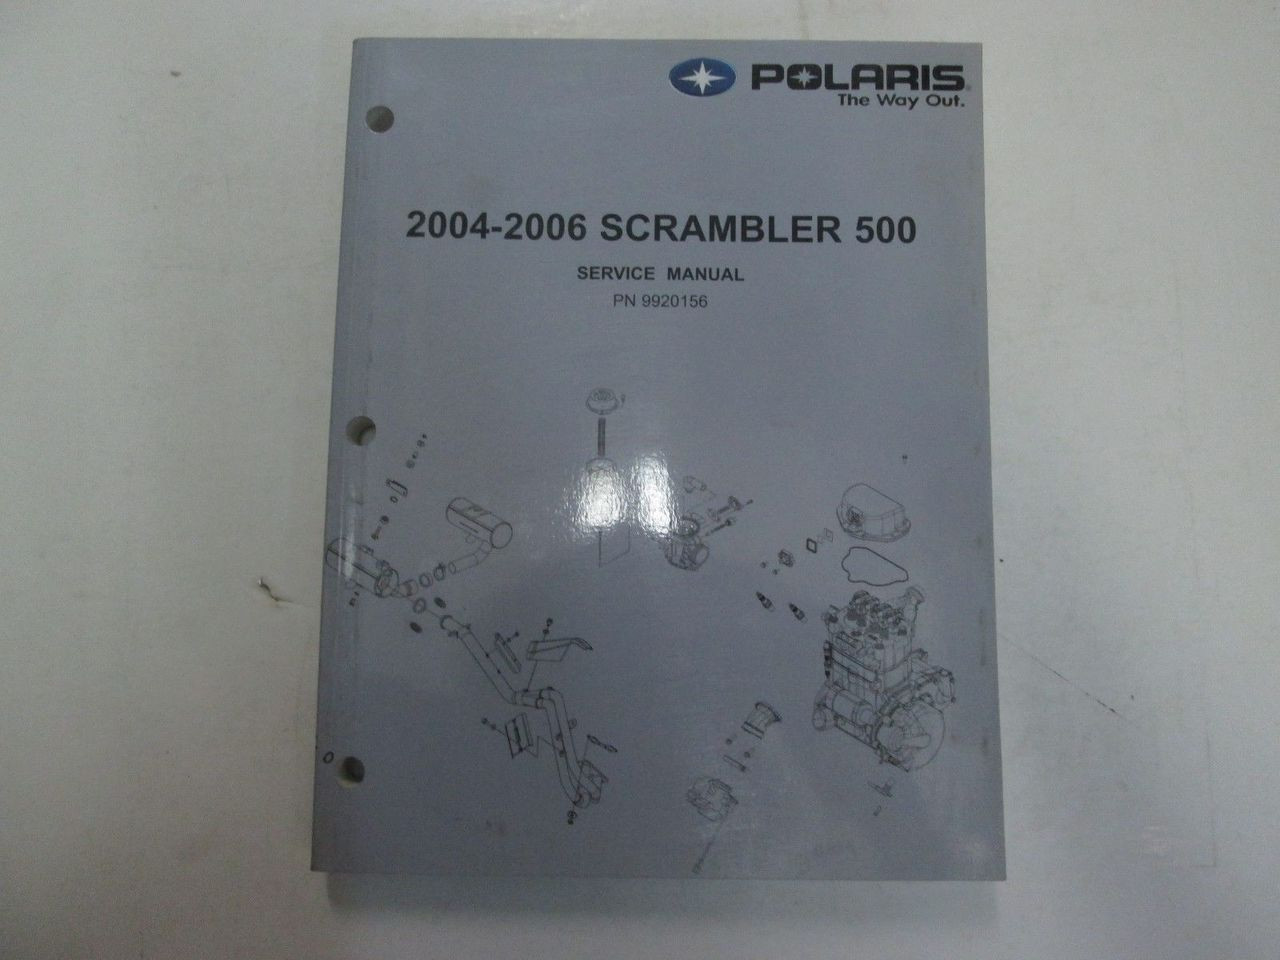 POLARIS®
The Way Out.
2004-2006 SCRAMBLER 500
SERVICE MANUAL
PN 9920156